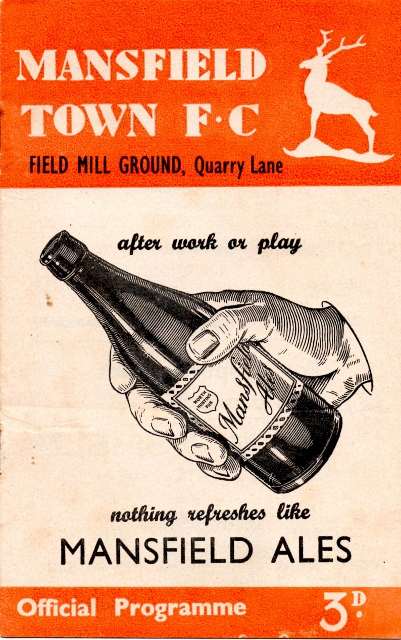 MANSFIELD
TOWN F·C
FIELD MILL GROUND, Quarry Lane
after work or play
Mansfield
Ale
nothing refreshes like
MANSFIELD ALES
Official Programme 3D.